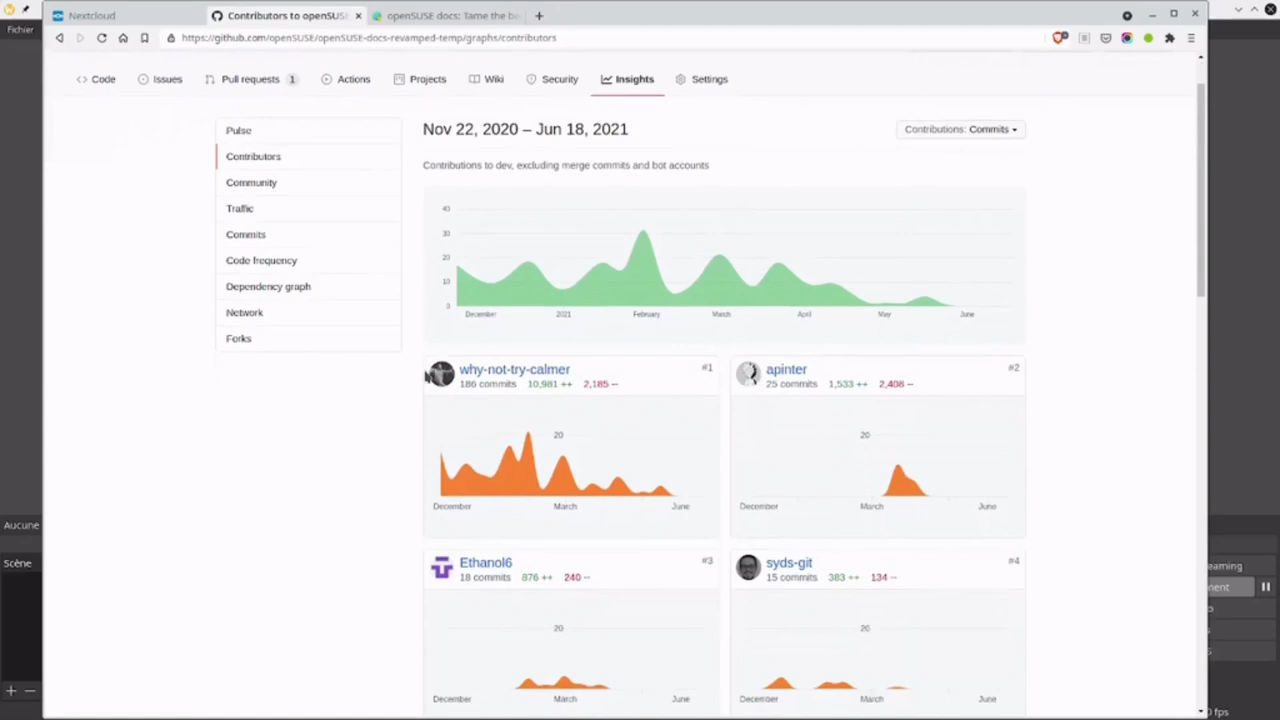 Nextcloud
Contributors to openSUSE
openSUSE docs: Tame the be
Fichier
https://github.com/openSUSE/openSUSE-docs-revamped-temp/graphs/contributors
Code
Issues
Pull requests 1
Actions
Projects
Wiki
Security
Insights
Settings
Pulse
Contributors
Community
Traffic
Commits
Code frequency
Dependency graph
Network
Forks
Nov 22, 2020 – Jun 18, 2021
Contributions: Commits
Contributions to dev, excluding merge commits and bot accounts
40
30
20
10
0
December 2021 February March April May June
why-not-try-calmer #1
186 commits 10,981 ++ 2,185 --
20
December March June
apinter #2
25 commits 1,533 ++ 2,408 --
20
December March June
Ethanol6 #3
18 commits 876 ++ 240 --
20
December March June
syds-git #4
15 commits 383 ++ 134 --
20
December March June
Aucune
Scène
eaming
nent
o
s
s
0 fps